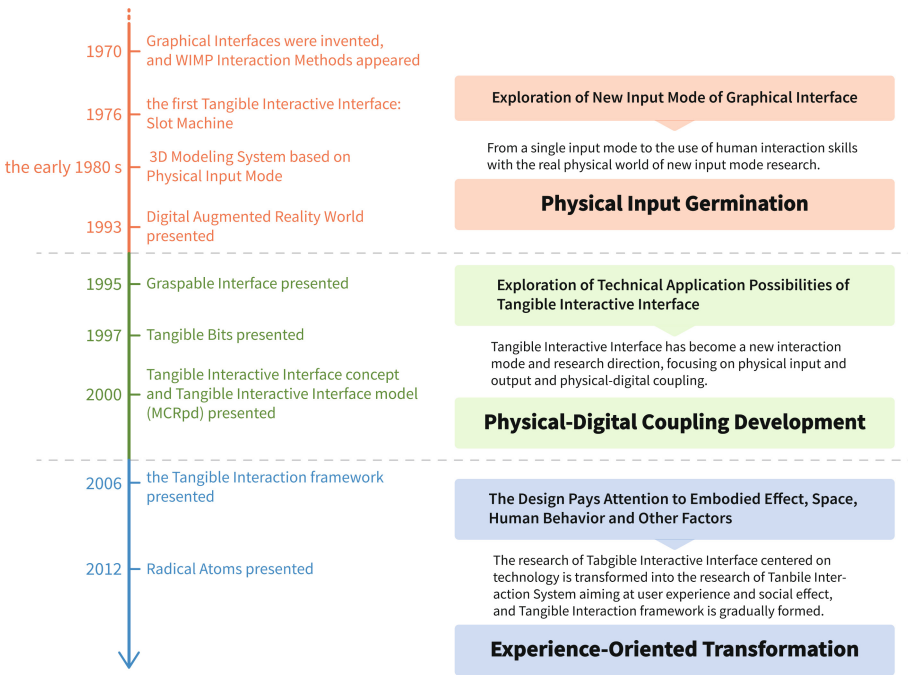 1970
Graphical Interfaces were invented,
and WIMP Interaction Methods appeared
1976
the first Tangible Interactive Interface:
Slot Machine
the early 1980 s
3D Modeling System based on
Physical Input Mode
1993
Digital Augmented Reality World
presented
Exploration of New Input Mode of Graphical Interface
From a single input mode to the use of human interaction skills
with the real physical world of new input mode research.
Physical Input Germination
1995
Graspable Interface presented
1997
Tangible Bits presented
2000
Tangible Interactive Interface concept
and Tangible Interactive Interface model
(MCRpd) presented
Exploration of Technical Application Possibilities of
Tangible Interactive Interface
Tangible Interactive Interface has become a new interaction
mode and research direction, focusing on physical input and
output and physical-digital coupling.
Physical-Digital Coupling Development
2006
the Tangible Interaction framework
presented
2012
Radical Atoms presented
The Design Pays Attention to Embodied Effect, Space,
Human Behavior and Other Factors
The research of Tabgible Interactive Interface centered on
technology is transformed into the research of Tanbile Inter-
action System aiming at user experience and social effect,
and Tangible Interaction framework is gradually formed.
Experience-Oriented Transformation